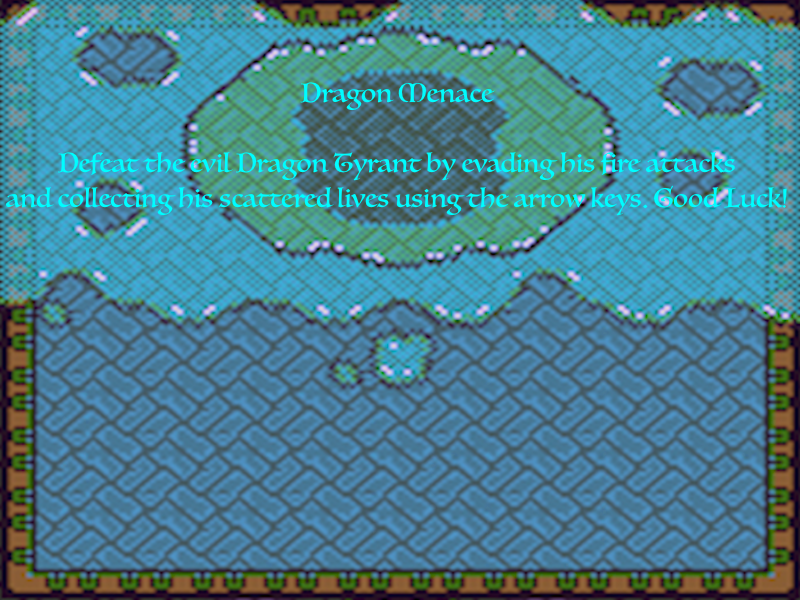 Dragon Menace
Defeat the evil Dragon Tyrant by evading his fire attacks
and collecting his scattered lives using the arrow keys. Good Luck!